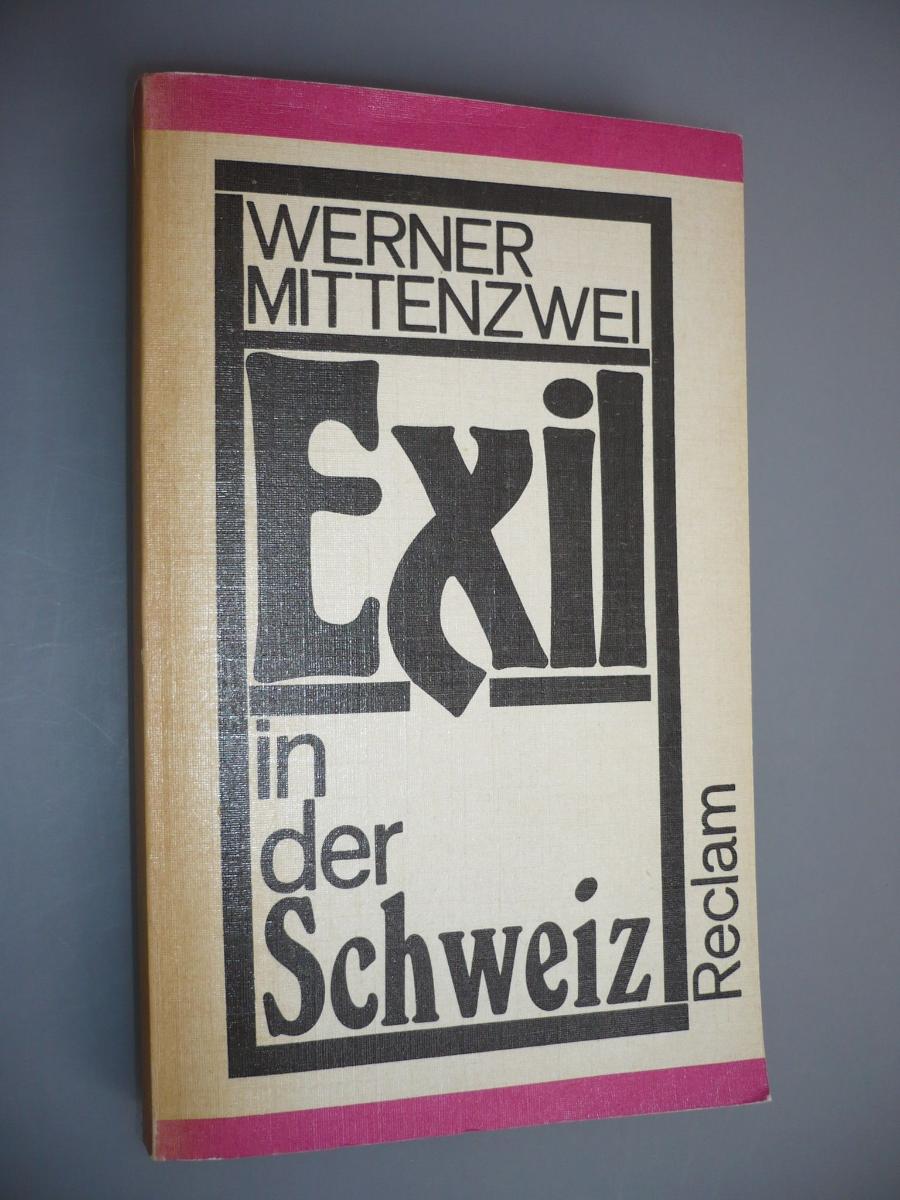 WERNER
MITTENZWEI
Exil
in
der
Schweiz
Reclam